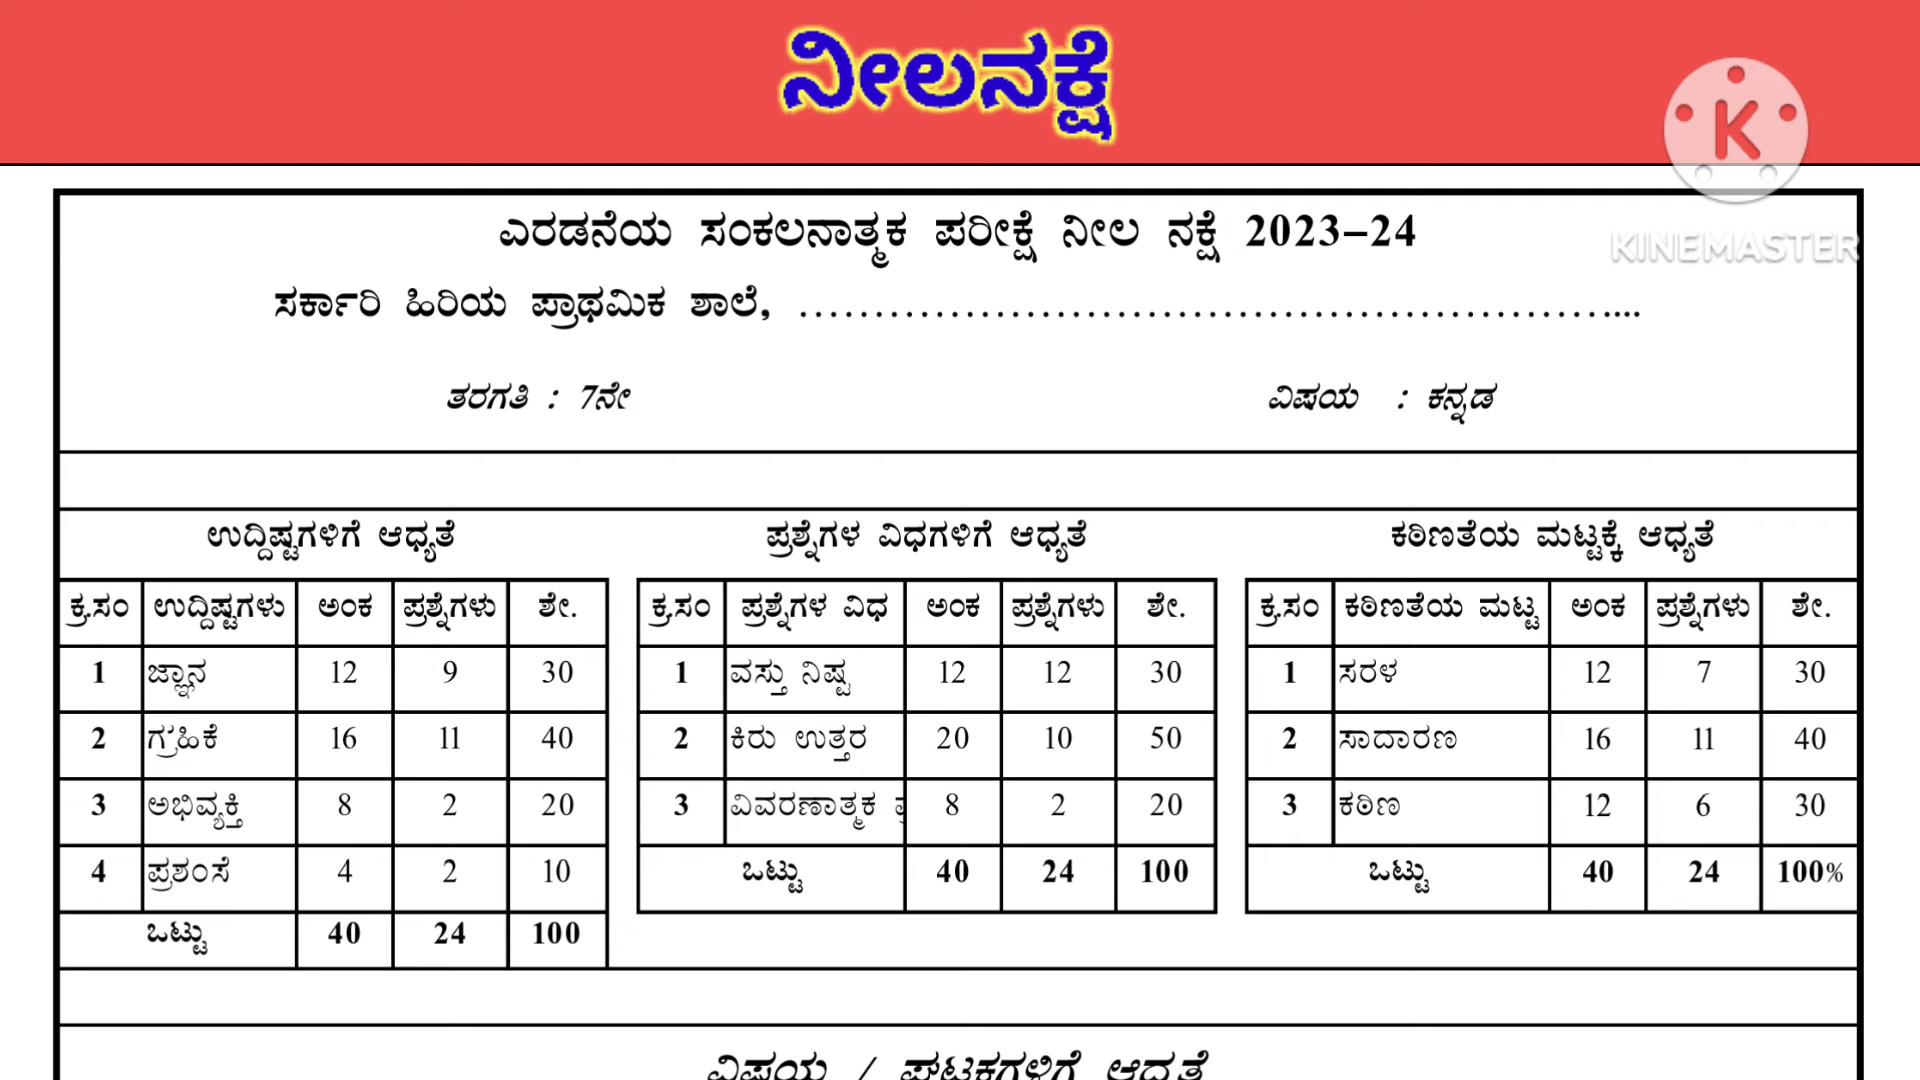 ನೀಲನಕ್ಷೆ
K
KINEMASTER
ಎರಡನೆಯ ಸಂಕಲನಾತ್ಮಕ ಪರೀಕ್ಷೆ ನೀಲ ನಕ್ಷೆ 2023–24
ಸರ್ಕಾರಿ ಹಿರಿಯ ಪ್ರಾಥಮಿಕ ಶಾಲೆ, ……………………………………………………....
ತರಗತಿ : 7ನೇ ವಿಷಯ : ಕನ್ನಡ
ಉದ್ದಿಷ್ಟಗಳಿಗೆ ಆಧ್ಯತೆ ಪ್ರಶ್ನೆಗಳ ವಿಧಗಳಿಗೆ ಆಧ್ಯತೆ ಕಠಿಣತೆಯ ಮಟ್ಟಕ್ಕೆ ಆಧ್ಯತೆ
ಕ್ರ.ಸಂ ಉದ್ದಿಷ್ಟಗಳು ಅಂಕ ಪ್ರಶ್ನೆಗಳು ಶೇ. ಕ್ರ.ಸಂ ಪ್ರಶ್ನೆಗಳ ವಿಧ ಅಂಕ ಪ್ರಶ್ನೆಗಳು ಶೇ. ಕ್ರ.ಸಂ ಕಠಿಣತೆಯ ಮಟ್ಟ ಅಂಕ ಪ್ರಶ್ನೆಗಳು ಶೇ.
1 ಜ್ಞಾನ 12 9 30 1 ವಸ್ತು ನಿಷ್ಟ 12 12 30 1 ಸರಳ 12 7 30
2 ಗ್ರಹಿಕೆ 16 11 40 2 ಕಿರು ಉತ್ತರ 20 10 50 2 ಸಾದಾರಣ 16 11 40
3 ಅಭಿವ್ಯಕ್ತಿ 8 2 20 3 ವಿವರಣಾತ್ಮಕ 8 2 20 3 ಕಠಿಣ 12 6 30
4 ಪ್ರಶಂಸೆ 4 2 10 ಒಟ್ಟು 40 24 100 ಒಟ್ಟು 40 24 100%
ಒಟ್ಟು 40 24 100
ವಿಷಯ / ಘಟಕಗಳಿಗೆ ಆದ್ಯತೆ